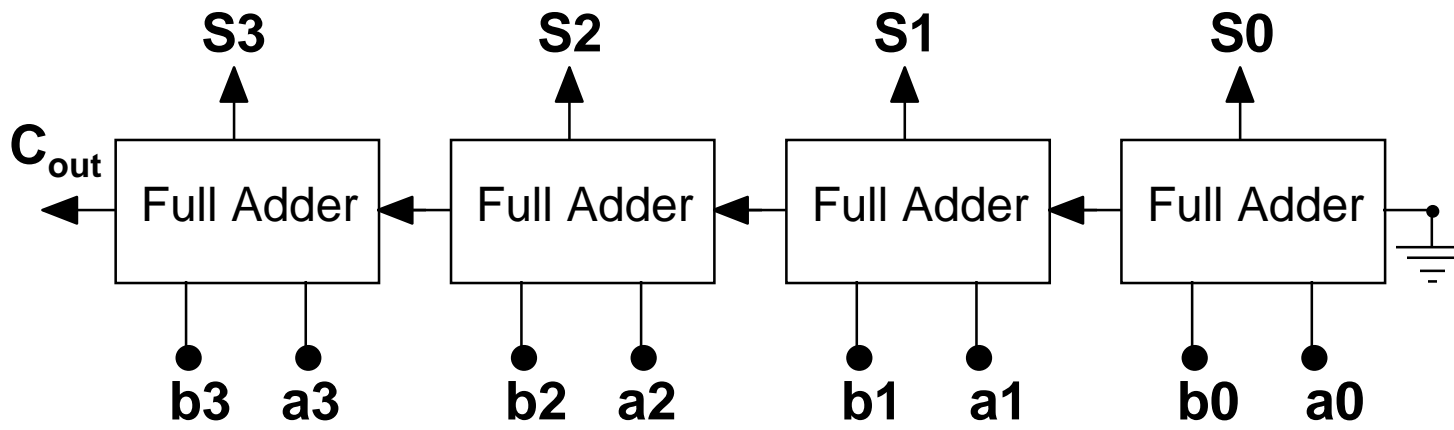 S3 S2 S1 S0
Cout
Full Adder Full Adder Full Adder Full Adder
b3 a3 b2 a2 b1 a1 b0 a0